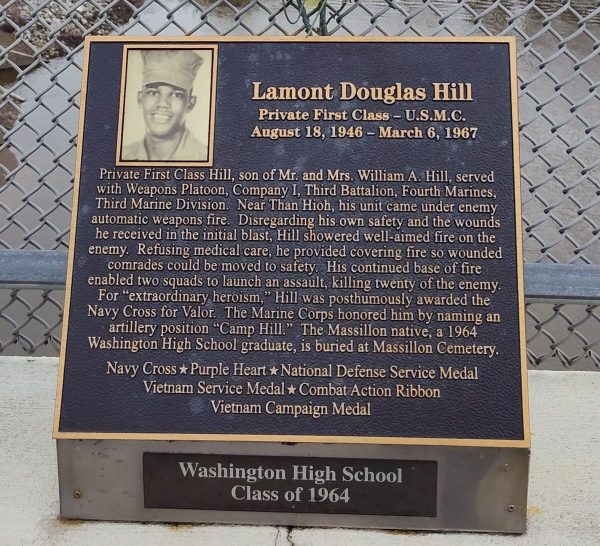 Lamont Douglas Hill
Private First Class – U.S.M.C.
August 18, 1946 – March 6, 1967
Private First Class Hill, son of Mr. and Mrs. William A. Hill, served
with Weapons Platoon, Company I, Third Battalion, Fourth Marines,
Third Marine Division. Near Than Hioh, his unit came under enemy
automatic weapons fire. Disregarding his own safety and the wounds
he received in the initial blast, Hill showered well-aimed fire on the
enemy. Refusing medical care, he provided covering fire so wounded
comrades could be moved to safety. His continued base of fire
enabled two squads to launch an assault, killing twenty of the enemy.
For “extraordinary heroism,” Hill was posthumously awarded the
Navy Cross for Valor. The Marine Corps honored him by naming an
artillery position “Camp Hill.” The Massillon native, a 1964
Washington High School graduate, is buried at Massillon Cemetery.
Navy Cross★Purple Heart★National Defense Service Medal
Vietnam Service Medal★Combat Action Ribbon
Vietnam Campaign Medal
Washington High School
Class of 1964